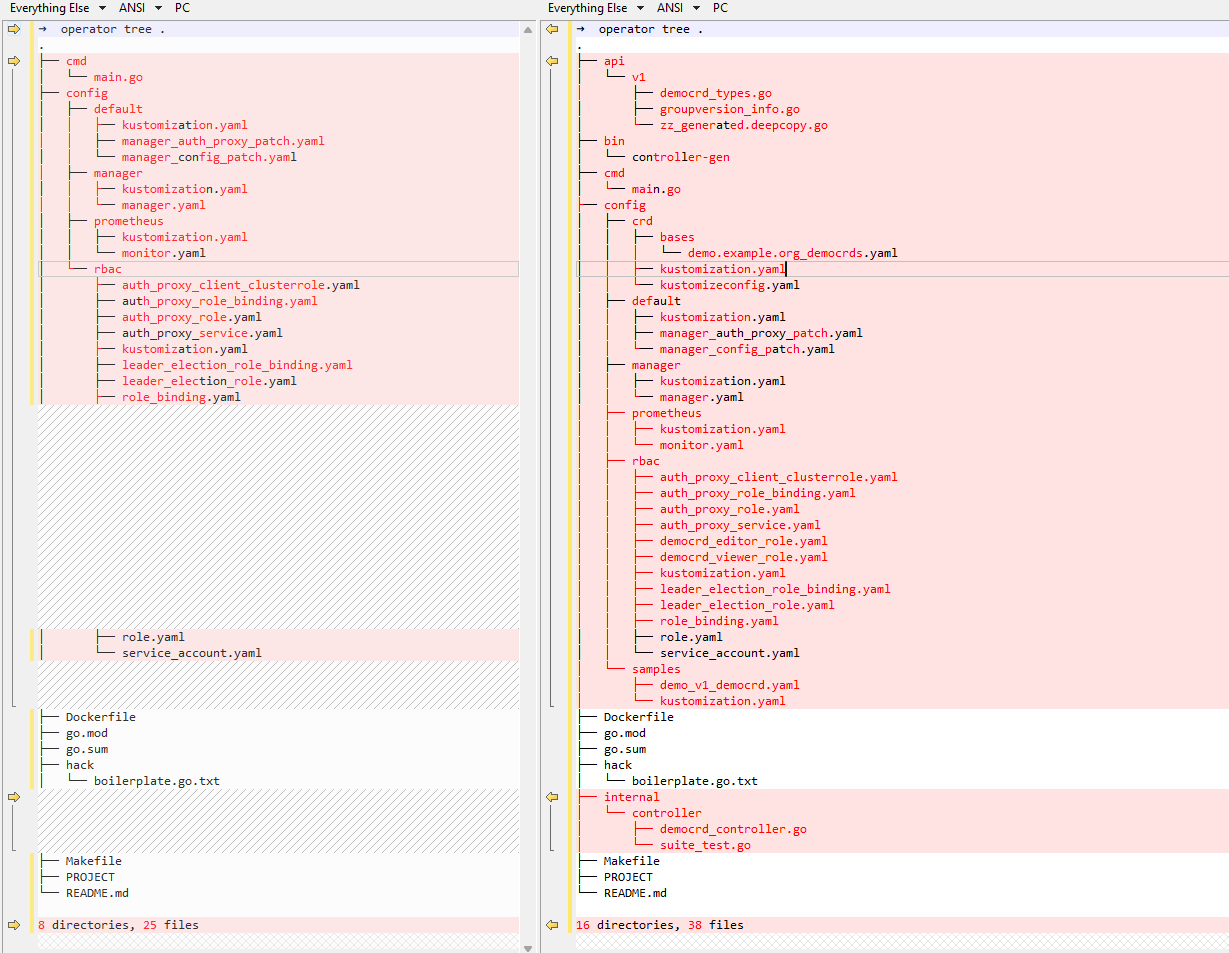 Everything Else ANSI PC
→ operator tree .
.
├── cmd
│   └── main.go
├── config
│   ├── default
│   │   ├── kustomization.yaml
│   │   ├── manager_auth_proxy_patch.yaml
│   │   └── manager_config_patch.yaml
│   ├── manager
│   │   ├── kustomization.yaml
│   │   └── manager.yaml
│   ├── prometheus
│   │   ├── kustomization.yaml
│   │   └── monitor.yaml
│   └── rbac
│       ├── auth_proxy_client_clusterrole.yaml
│       ├── auth_proxy_role_binding.yaml
│       ├── auth_proxy_role.yaml
│       ├── auth_proxy_service.yaml
│       ├── kustomization.yaml
│       ├── leader_election_role_binding.yaml
│       ├── leader_election_role.yaml
│       ├── role_binding.yaml
│       ├── role.yaml
│       └── service_account.yaml
├── Dockerfile
├── go.mod
├── go.sum
├── hack
│   └── boilerplate.go.txt
├── Makefile
├── PROJECT
└── README.md
8 directories, 25 files
Everything Else ANSI PC
→ operator tree .
.
├── api
│   └── v1
│       ├── democrd_types.go
│       ├── groupversion_info.go
│       └── zz_generated.deepcopy.go
├── bin
│   └── controller-gen
├── cmd
│   └── main.go
├── config
│   ├── crd
│   │   ├── bases
│   │   │   └── demo.example.org_democrds.yaml
│   │   ├── kustomization.yaml
│   │   └── kustomizeconfig.yaml
│   ├── default
│   │   ├── kustomization.yaml
│   │   ├── manager_auth_proxy_patch.yaml
│   │   └── manager_config_patch.yaml
│   ├── manager
│   │   ├── kustomization.yaml
│   │   └── manager.yaml
│   ├── prometheus
│   │   ├── kustomization.yaml
│   │   └── monitor.yaml
│   ├── rbac
│   │   ├── auth_proxy_client_clusterrole.yaml
│   │   ├── auth_proxy_role_binding.yaml
│   │   ├── auth_proxy_role.yaml
│   │   ├── auth_proxy_service.yaml
│   │   ├── democrd_editor_role.yaml
│   │   ├── democrd_viewer_role.yaml
│   │   ├── kustomization.yaml
│   │   ├── leader_election_role_binding.yaml
│   │   ├── leader_election_role.yaml
│   │   ├── role_binding.yaml
│   │   ├── role.yaml
│   │   └── service_account.yaml
│   └── samples
│       ├── demo_v1_democrd.yaml
│       └── kustomization.yaml
├── Dockerfile
├── go.mod
├── go.sum
├── hack
│   └── boilerplate.go.txt
├── internal
│   └── controller
│       ├── democrd_controller.go
│       └── suite_test.go
├── Makefile
├── PROJECT
└── README.md
16 directories, 38 files